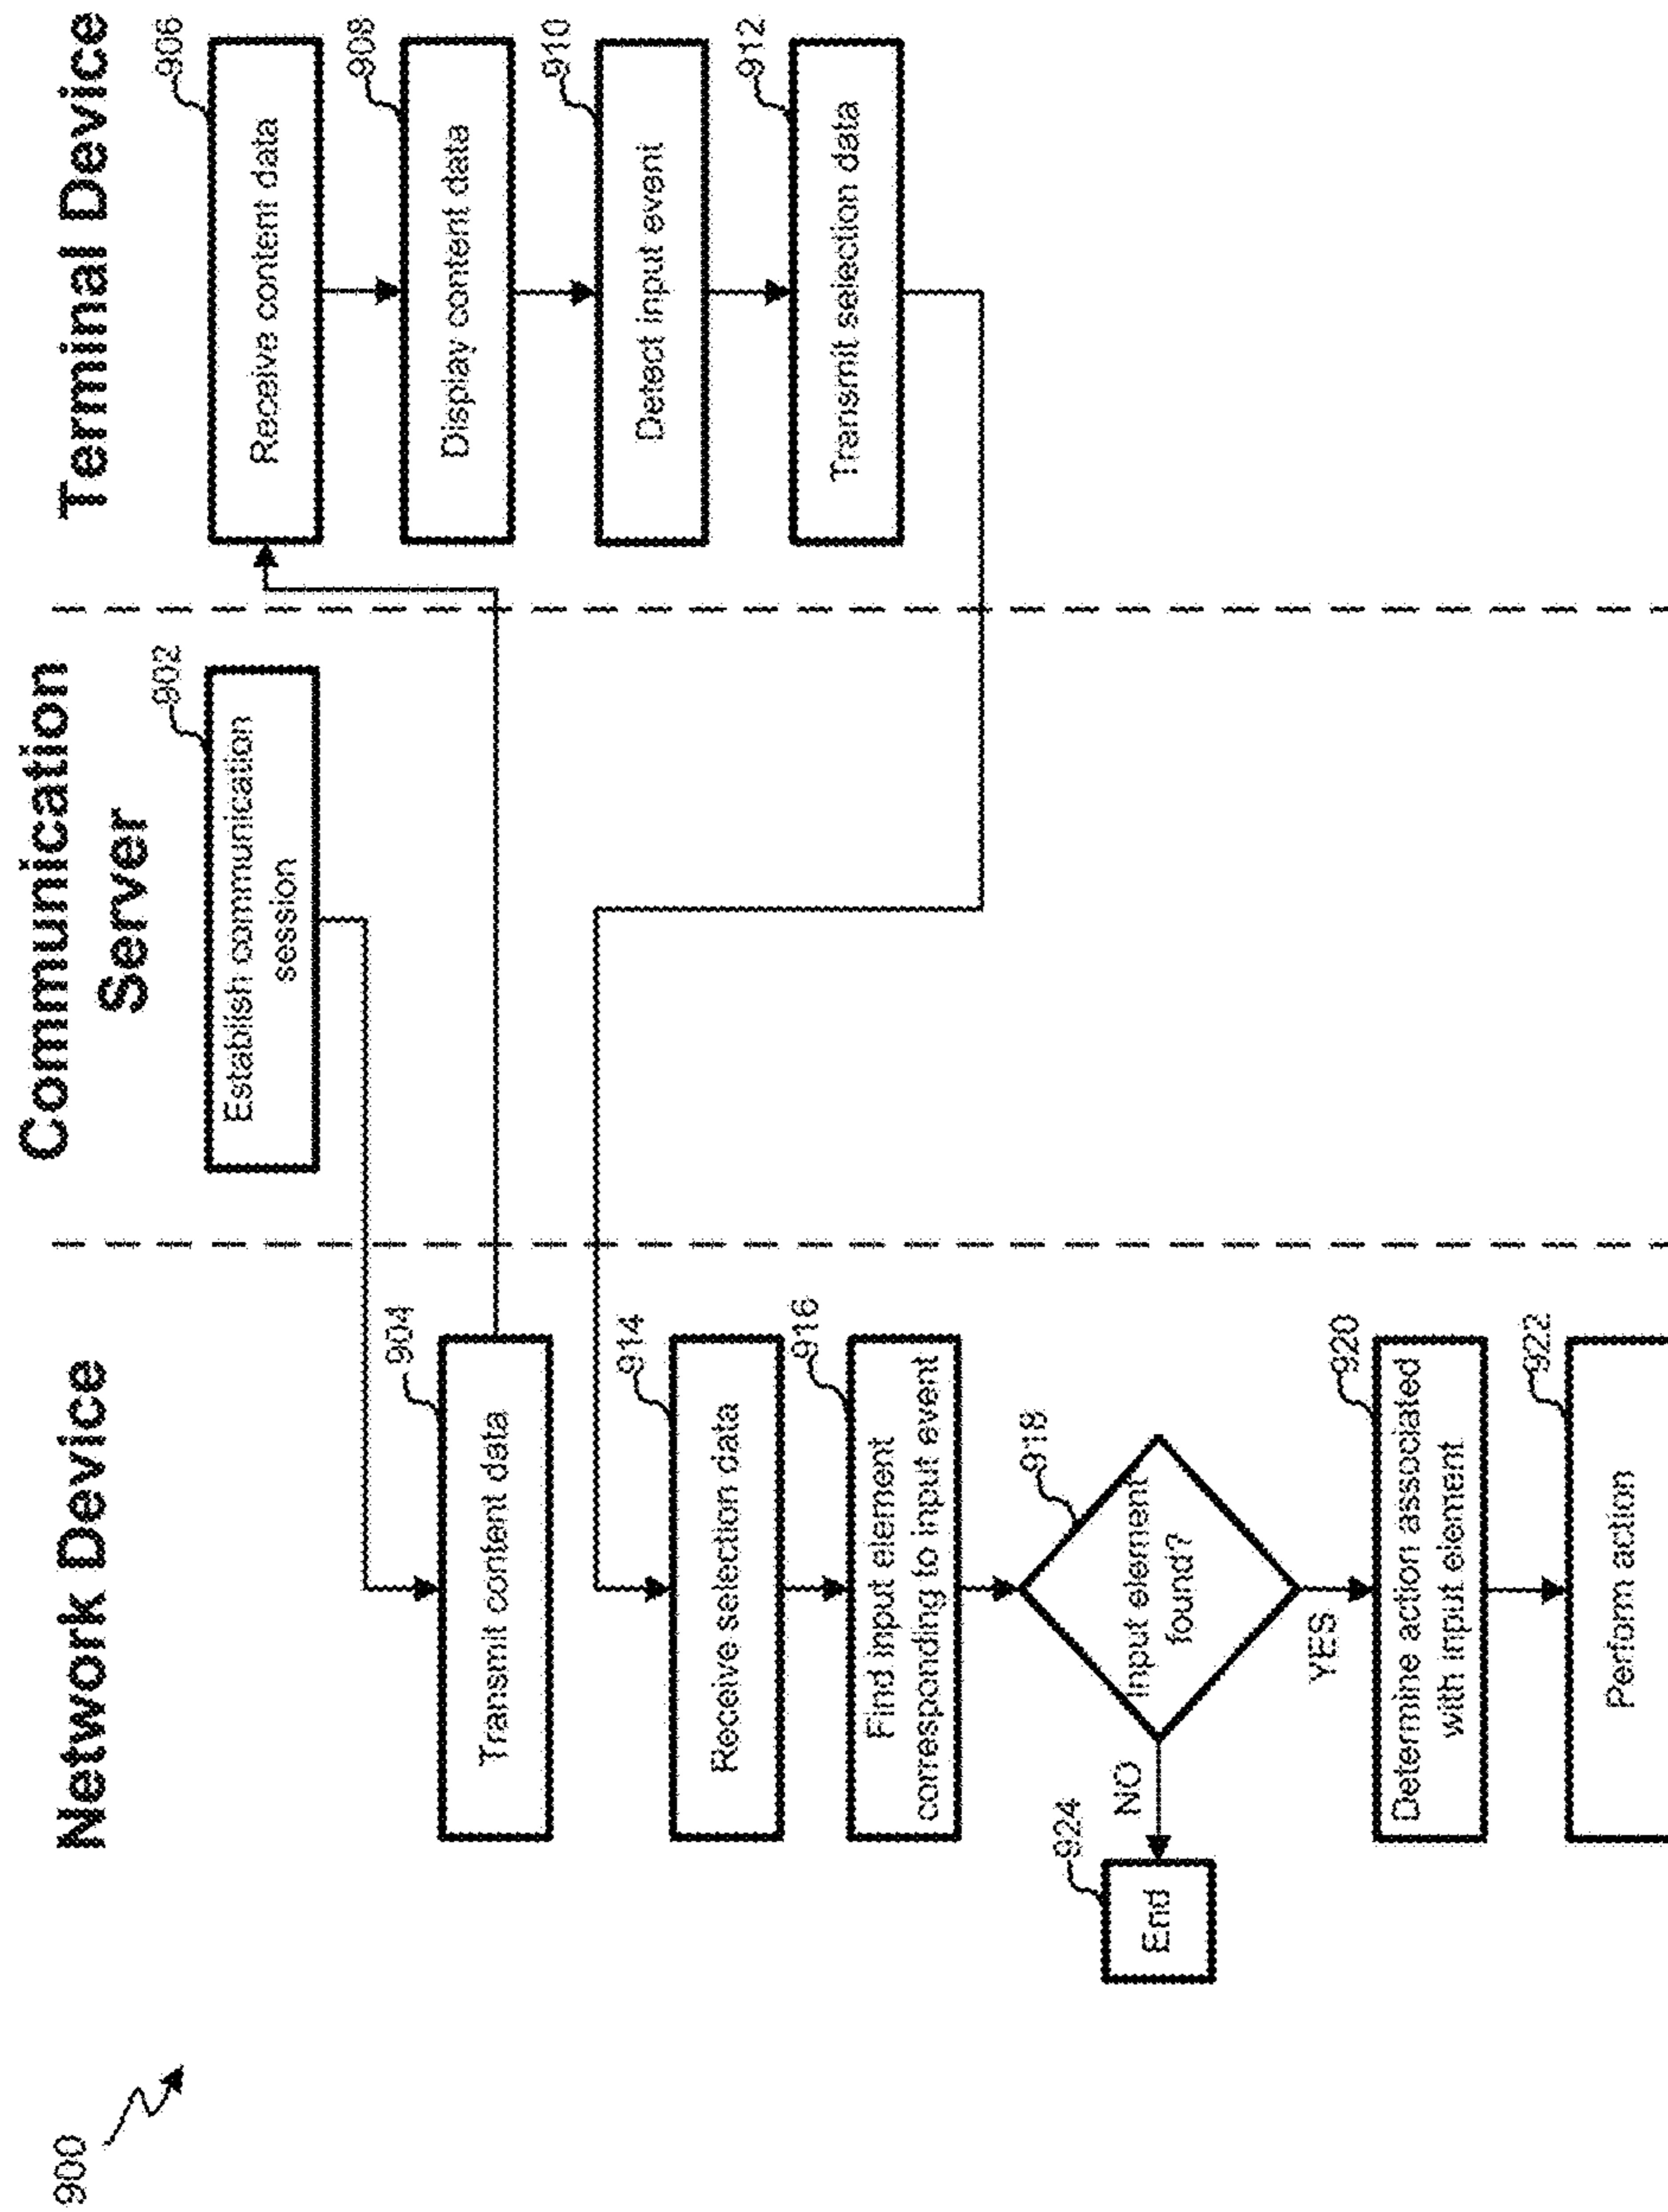 900
Network Device
Communication
Server
Terminal Device
902
Establish communication
session
904
Transmit content data
906
Receive content data
908
Display content data
910
Detect input event
912
Transmit selection data
914
Receive selection data
916
Find input element
corresponding to input event
918
Input element
found?
NO
924
End
YES
920
Determine action associated
with input element
922
Perform action